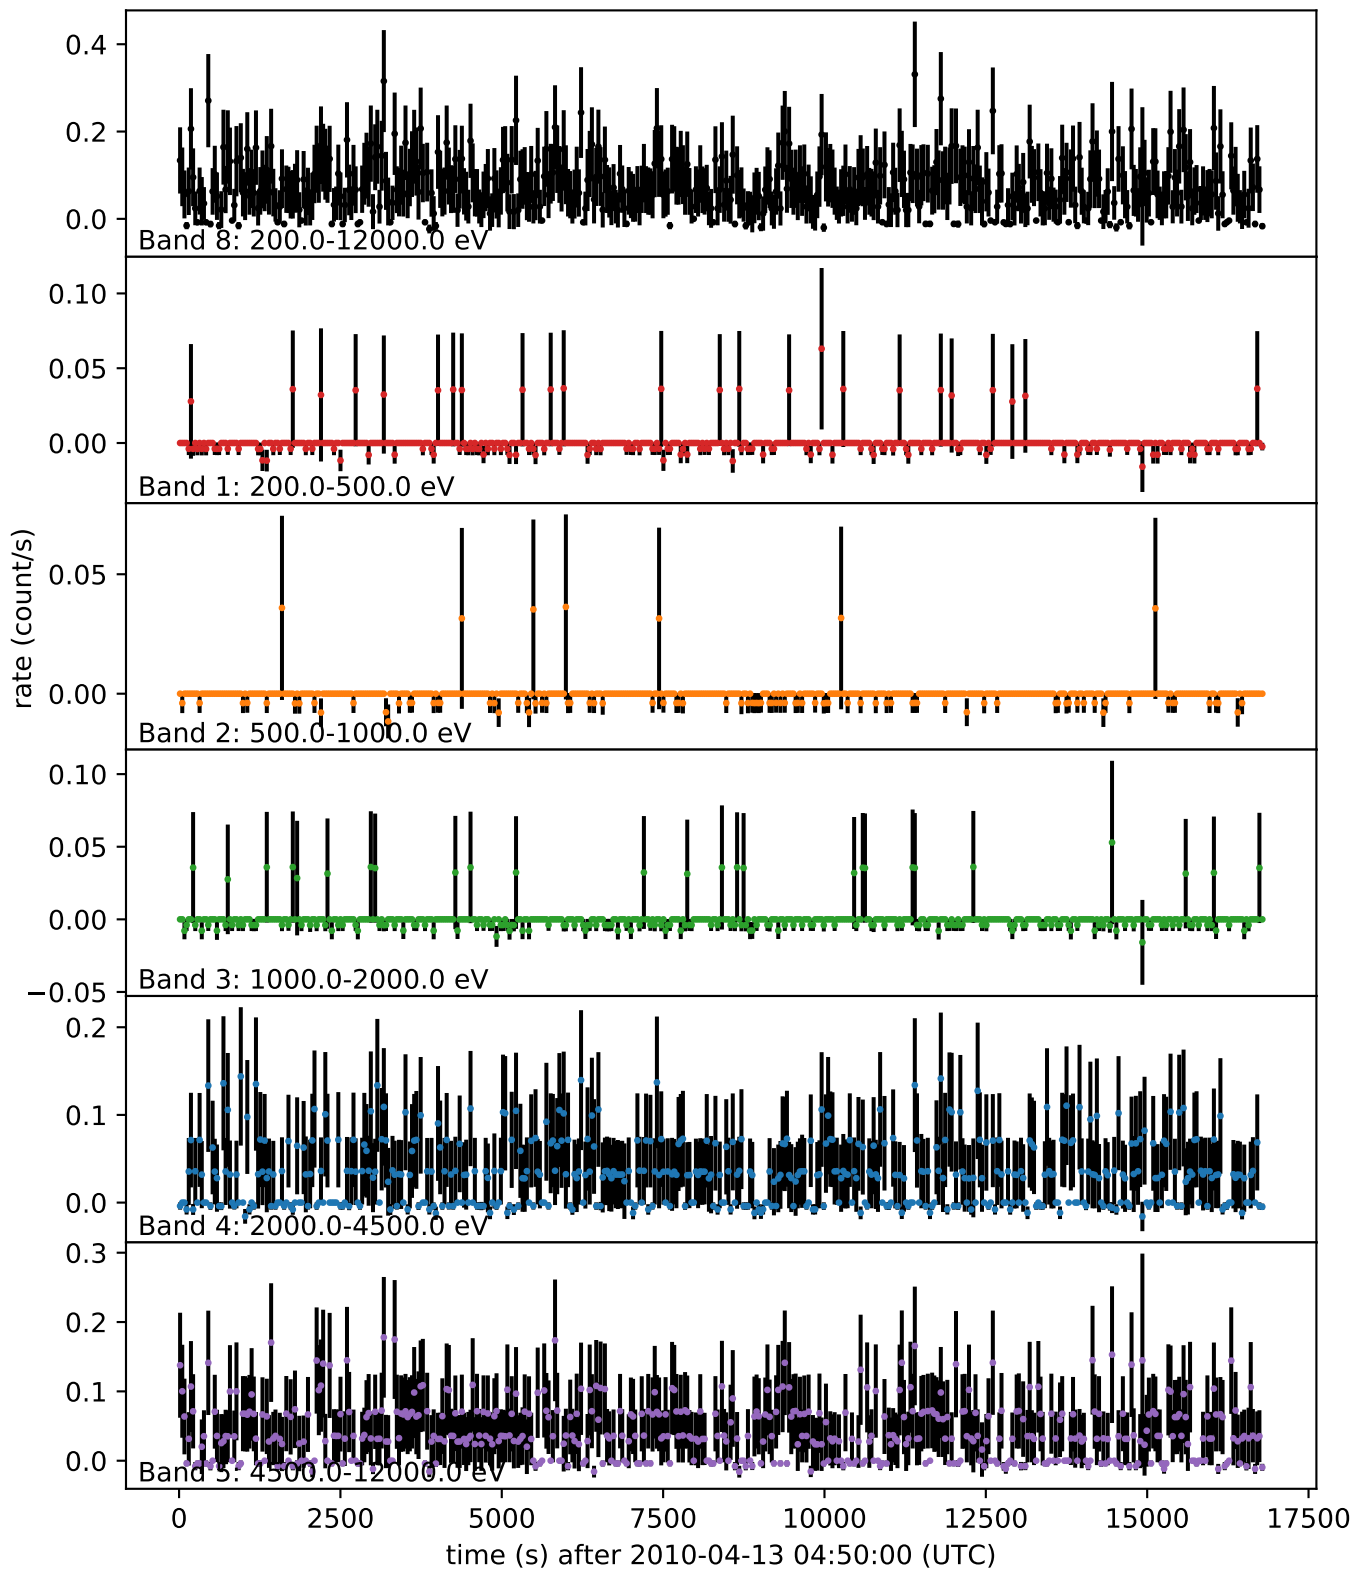 0.4
0.2
0.0
Band 8: 200.0-12000.0 eV
0.10
0.05
0.00
Band 1: 200.0-500.0 eV
rate (count/s)
0.05
0.00
Band 2: 500.0-1000.0 eV
0.10
0.05
0.00
−0.05
Band 3: 1000.0-2000.0 eV
0.2
0.1
0.0
Band 4: 2000.0-4500.0 eV
0.3
0.2
0.1
0.0
Band 5: 4500.0-12000.0 eV
0 2500 5000 7500 10000 12500 15000 17500
time (s) after 2010-04-13 04:50:00 (UTC)